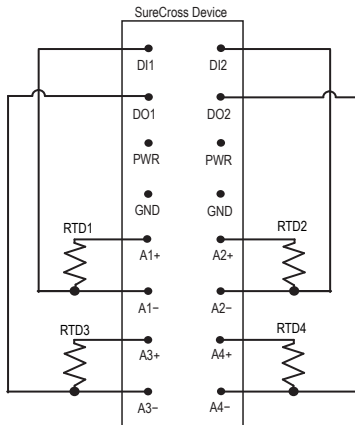 SureCross Device
DI1 DI2
DO1 DO2
PWR PWR
GND GND
RTD1 RTD2
A1+ A2+
A1− A2−
RTD3 RTD4
A3+ A4+
A3− A4−